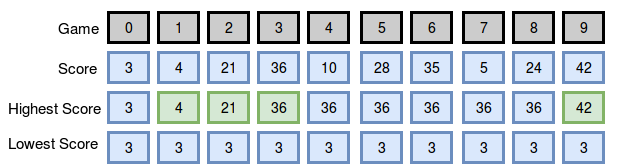 Game 0 1 2 3 4 5 6 7 8 9
Score 3 4 21 36 10 28 35 5 24 42
Highest Score 3 4 21 36 36 36 36 36 36 42
Lowest Score 3 3 3 3 3 3 3 3 3 3